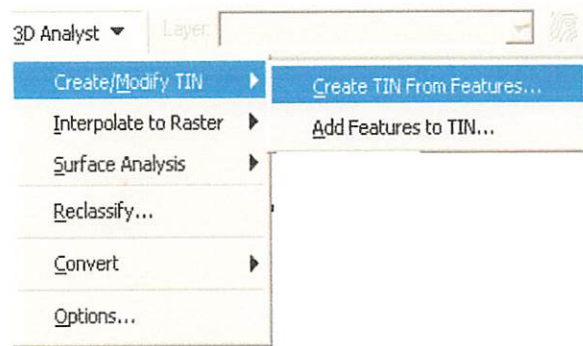 3D Analyst Layer:
Create/Modify TIN
Create TIN From Features...
Interpolate to Raster
Add Features to TIN...
Surface Analysis
Reclassify...
Convert
Options...